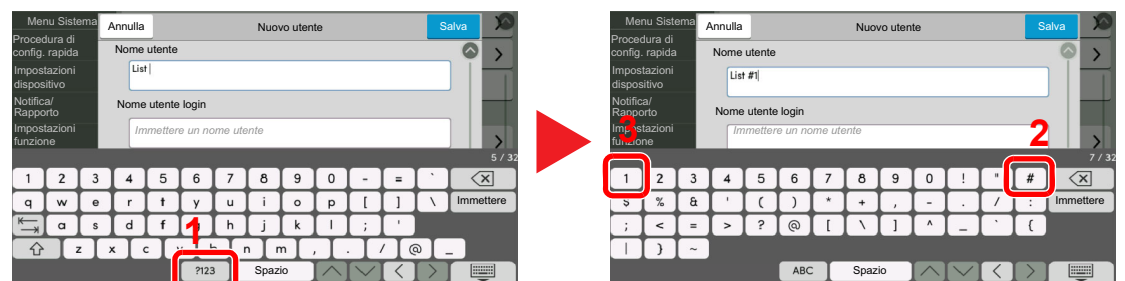 Menu Sistema
Annulla
Nuovo utente
Salva
Procedura di
config. rapida
Nome utente
List
Impostazioni
dispositivo
Notifica/
Rapporto
Nome utente login
Immettere un nome utente
Impostazioni
funzione
5 / 32
1 2 3 4 5 6 7 8 9 0 - = `
q w e r t y u i o p [ ] \ Immettere
a s d f g h j k l ; '
1
z x c v b n m , . / @ _
?123 Spazio
Menu Sistema
Annulla
Nuovo utente
Salva
Procedura di
config. rapida
Nome utente
List #1
Impostazioni
dispositivo
Notifica/
Rapporto
Nome utente login
Immettere un nome utente
Impostazioni
funzione
3
2
7 / 32
1 2 3 4 5 6 7 8 9 0 ! " #
$ % & ' ( ) * + , - . / : Immettere
; < = > ? @ [ \ ] ^ _ ` {
| } ~
ABC Spazio